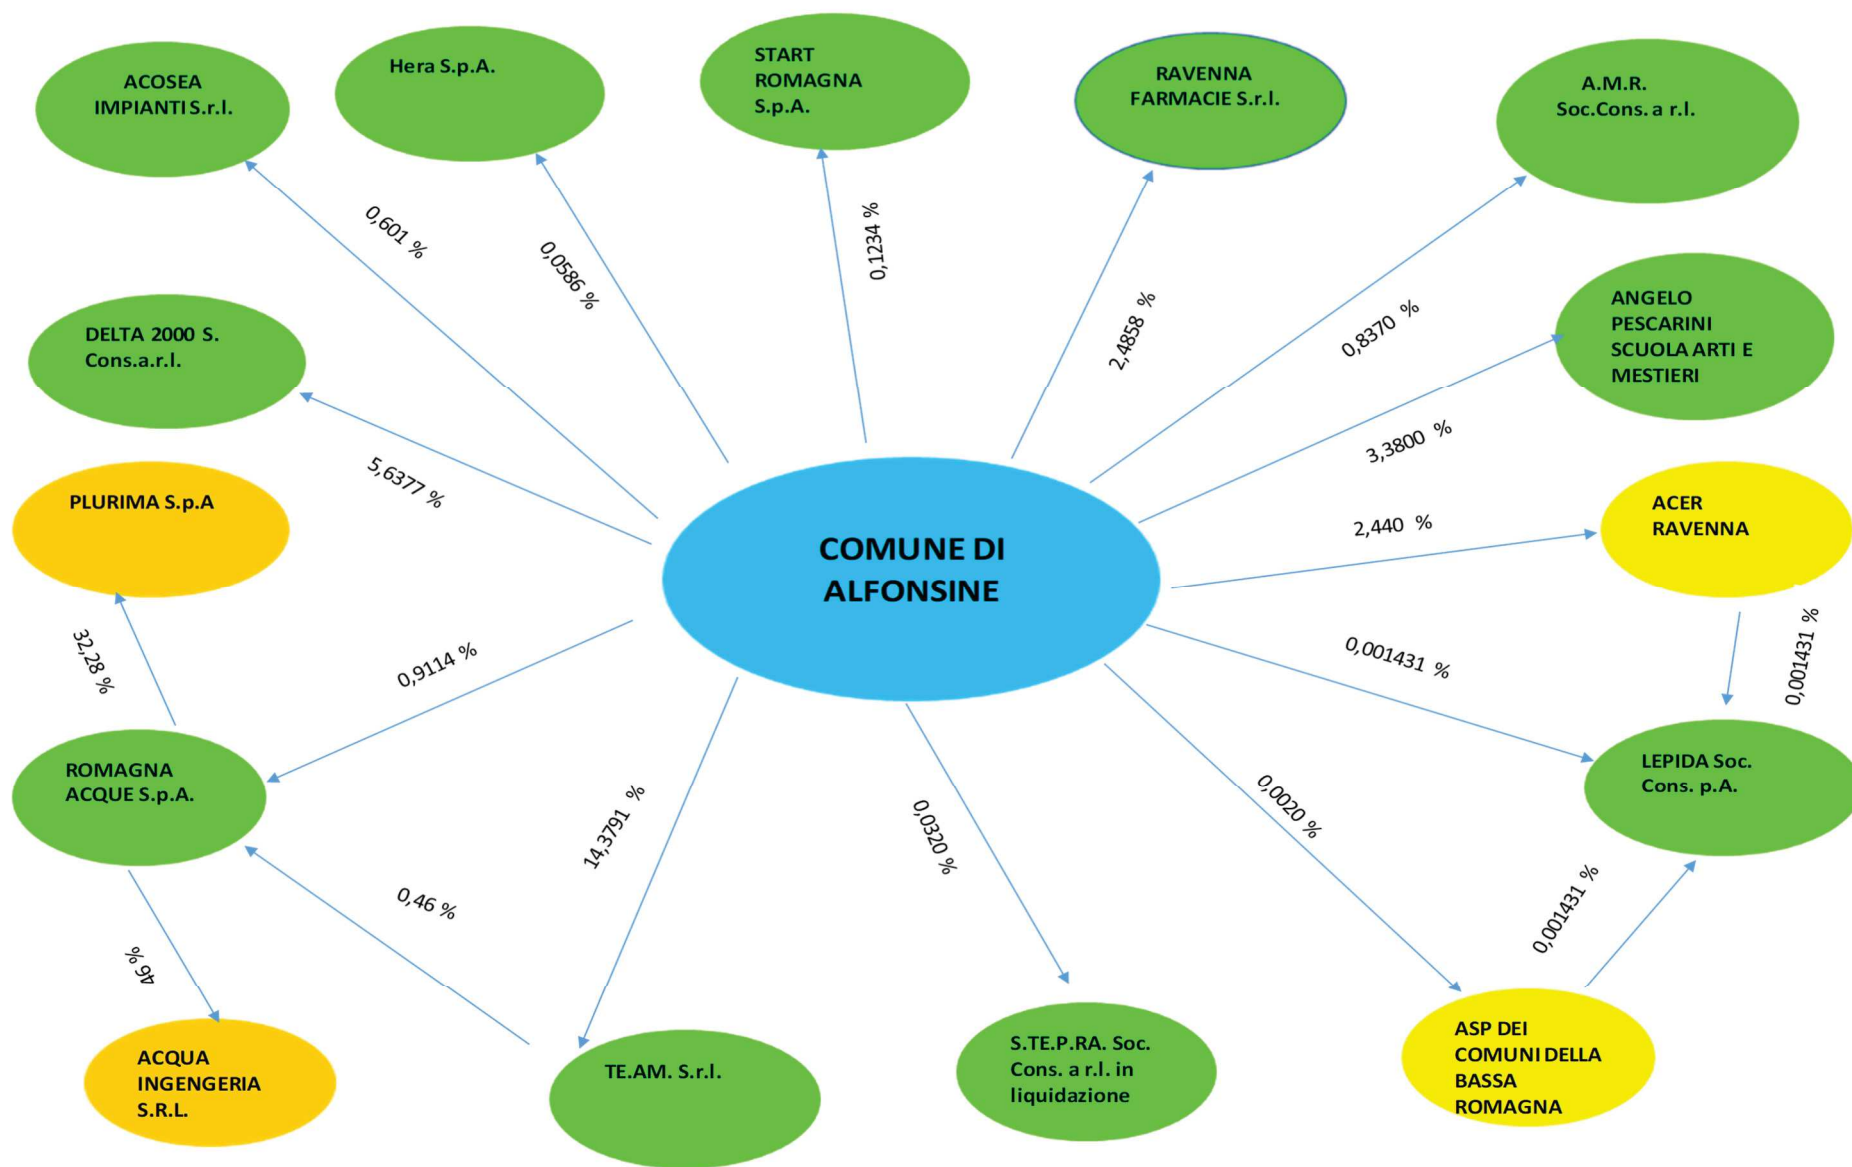 ACOSEA
IMPIANTI S.r.l.
Hera S.p.A.
START
ROMAGNA
S.p.A.
RAVENNA
FARMACIE S.r.l.
A.M.R.
Soc.Cons. a r.l.
0,601 %
0,0586 %
0,1234 %
2,4858 %
0,8370 %
DELTA 2000 S.
Cons.a.r.l.
ANGELO
PESCARINI
SCUOLA ARTI E
MESTIERI
5,6377 %
3,3800 %
PLURIMA S.p.A
COMUNE DI
ALFONSINE
2,440 %
ACER
RAVENNA
32,28 %
0,9114 %
0,001431 %
0,001431 %
ROMAGNA
ACQUE S.p.A.
14,3791 %
0,0320 %
0,0020 %
LEPIDA Soc.
Cons. p.A.
0,46 %
46 %
0,001431 %
ACQUA
INGENGERIA
S.R.L.
TE.AM. S.r.l.
S.TE.P.RA. Soc.
Cons. a r.l. in
liquidazione
ASP DEI
COMUNI DELLA
BASSA
ROMAGNA